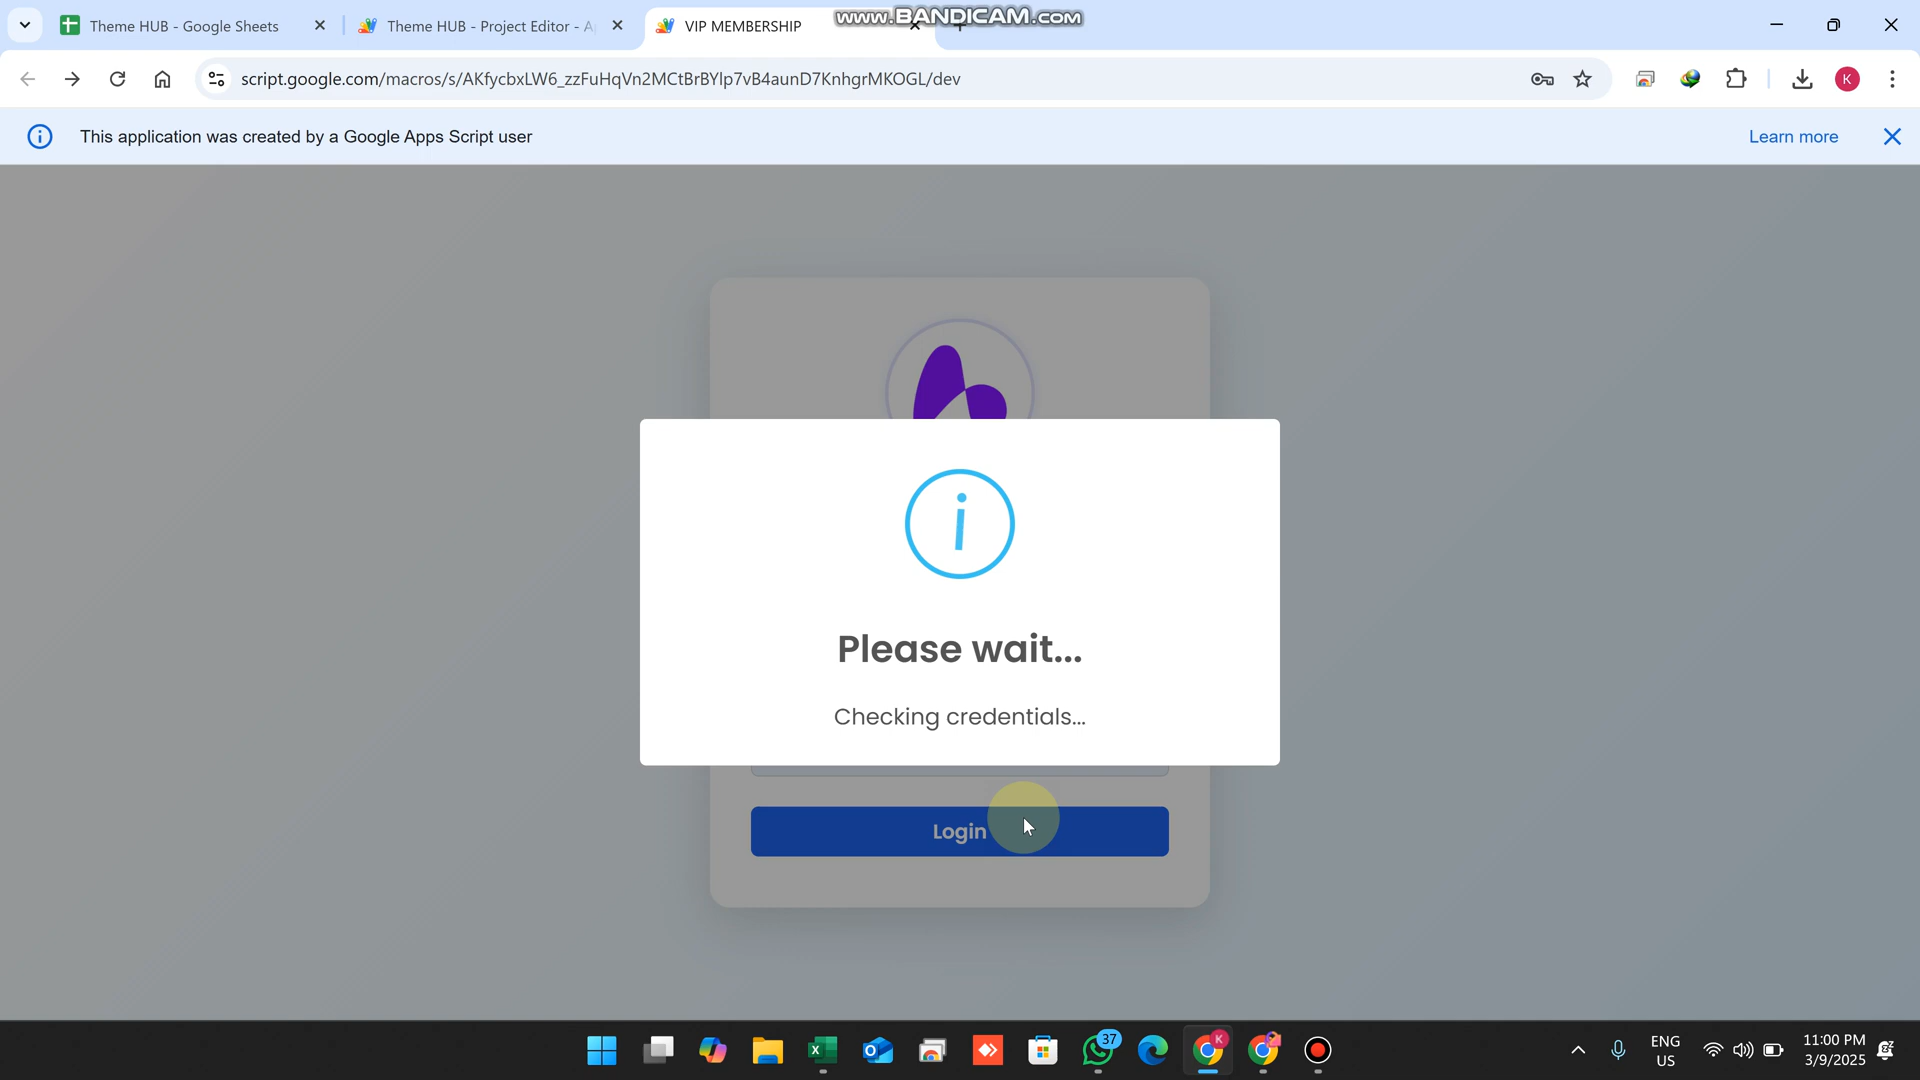 Theme HUB - Google Sheets
Theme HUB - Project Editor - A
VIP MEMBERSHIP
www.BANDICAM.com
script.google.com/macros/s/AKfycbxLW6_zzFuHqVn2MCtBrBYlp7vB4aunD7KnhgrMKOGL/dev
K
This application was created by a Google Apps Script user
Learn more
Please wait...
Checking credentials...
Login
37
K
ENG
US
11:00 PM
3/9/2025